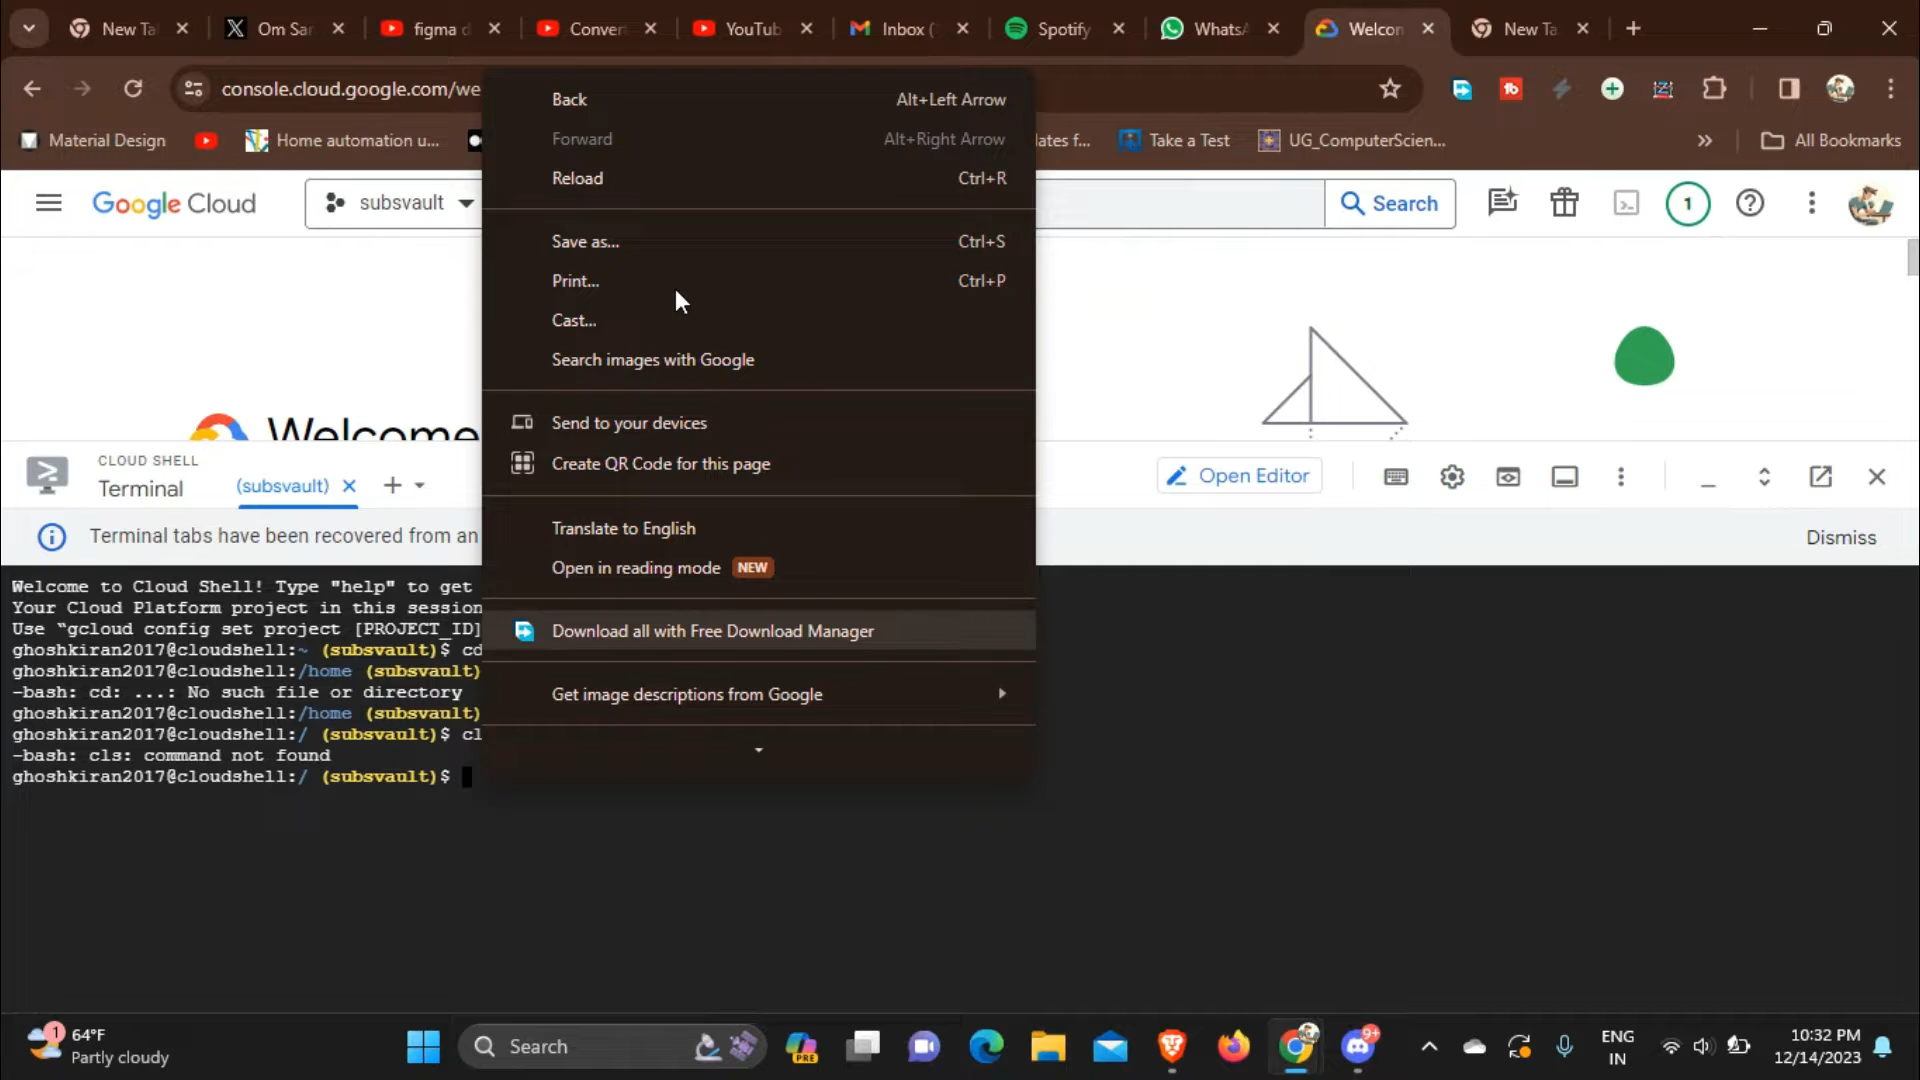 New Ta
Om Sar
figma d
Conver
YouTub
Inbox (
Spotify
WhatsA
Welcon
New Ta
console.cloud.google.com/we
Material Design
Home automation u...
lates f...
Take a Test
UG_ComputerScien...
All Bookmarks
Back Alt+Left Arrow
Forward Alt+Right Arrow
Reload Ctrl+R
Save as... Ctrl+S
Print... Ctrl+P
Cast...
Search images with Google
Send to your devices
Create QR Code for this page
Translate to English
Open in reading mode NEW
Download all with Free Download Manager
Get image descriptions from Google
Google Cloud
subsvault
Search
1
Welcome
CLOUD SHELL
Terminal
(subsvault)
Open Editor
Terminal tabs have been recovered from an
Dismiss
Welcome to Cloud Shell! Type "help" to get
Your Cloud Platform project in this session
Use “gcloud config set project [PROJECT_ID]
ghoshkiran2017@cloudshell:~ (subsvault)$ cd
ghoshkiran2017@cloudshell:/home (subsvault)
-bash: cd: ...: No such file or directory
ghoshkiran2017@cloudshell:/home (subsvault)
ghoshkiran2017@cloudshell:/ (subsvault)$ cl
-bash: cls: command not found
ghoshkiran2017@cloudshell:/ (subsvault)$
1
64°F
Partly cloudy
Search
PRE
9+
ENG
IN
10:32 PM
12/14/2023